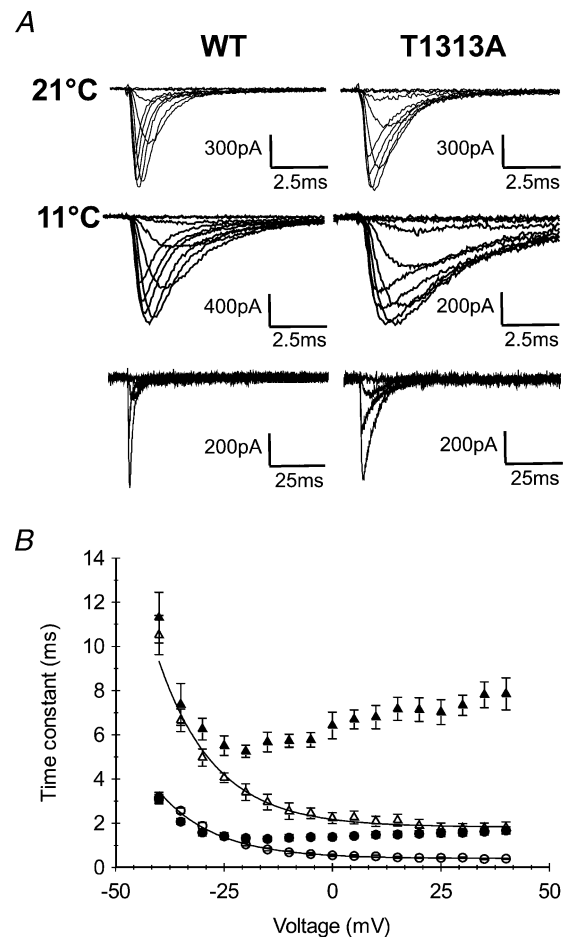 A
WT T1313A
21°C
300pA 300pA
2.5ms 2.5ms
11°C
400pA 200pA
2.5ms 2.5ms
200pA 200pA
25ms 25ms
B
14
12
10
8
6
4
2
0
Time constant (ms)
-50 -25 0 25 50
Voltage (mV)